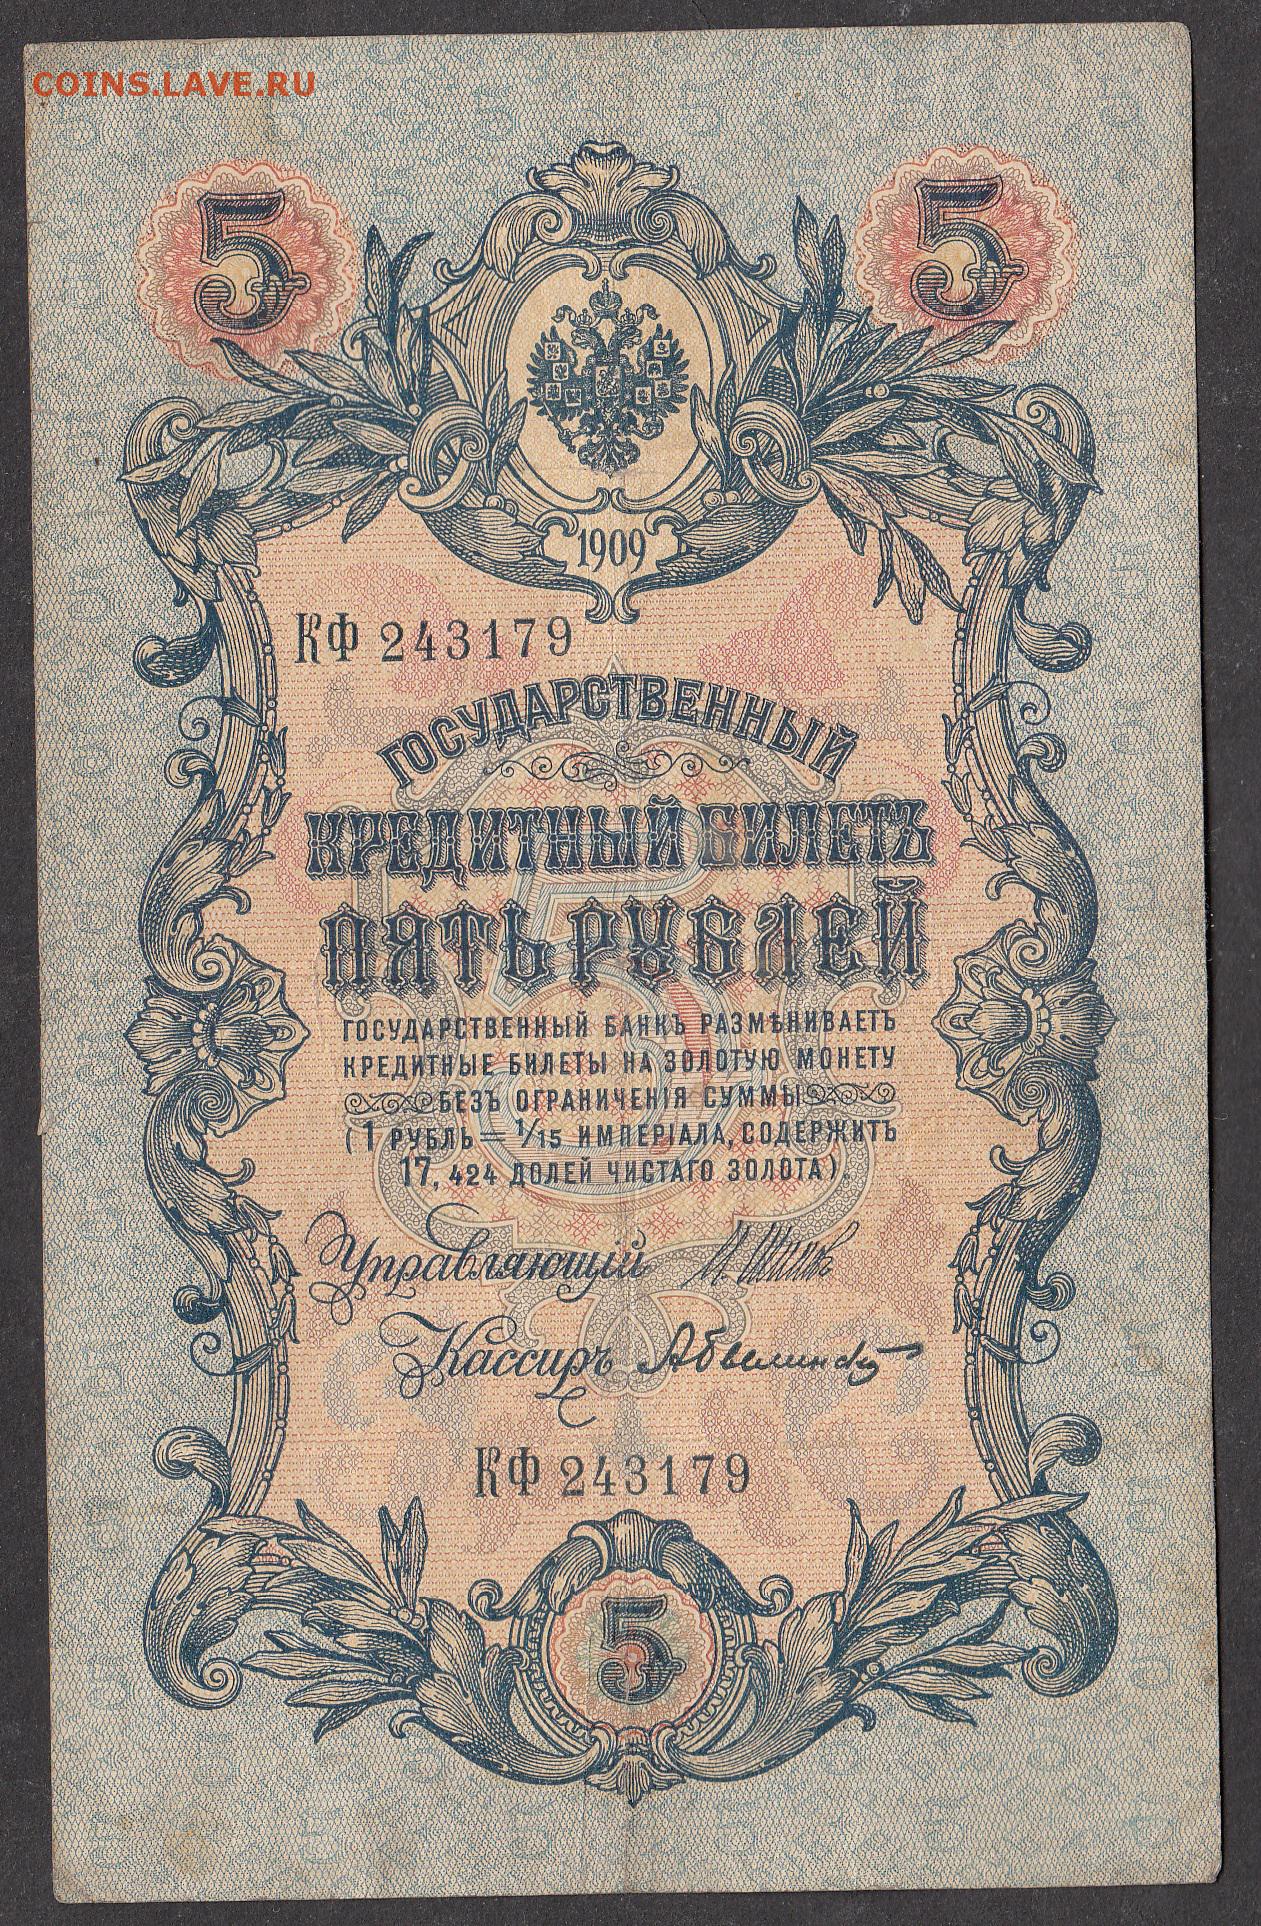 COINS.LAVE.RU
5 5
1909
КФ 243179
ГОСУДАРСТВЕННЫЙ
КРЕДИТНЫЙ БИЛЕТЪ
ПЯТЬ РУБЛЕЙ
ГОСУДАРСТВЕННЫЙ БАНКЪ РАЗМѢНИВАЕТЪ
КРЕДИТНЫЕ БИЛЕТЫ НА ЗОЛОТУЮ МОНЕТУ
БЕЗЪ ОГРАНИЧЕНІЯ СУММЫ
(1 РУБЛЬ = 1/15 ИМПЕРІАЛА, СОДЕРЖИТЪ
17,424 ДОЛЕЙ ЧИСТАГО ЗОЛОТА).
Управляющій И. Шиповъ
Кассиръ
КФ 243179
5